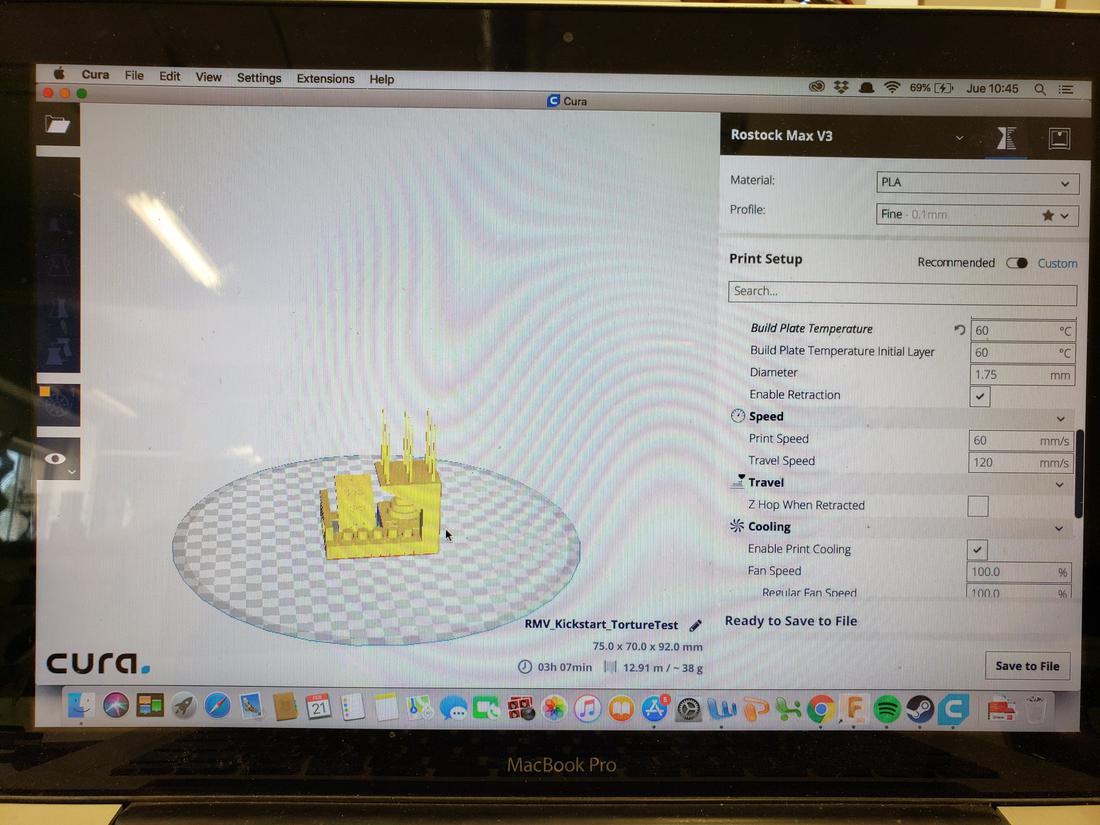 Cura File Edit View Settings Extensions Help
69% Jue 10:45
Cura
Rostock Max V3
Material: PLA
Profile: Fine - 0.1mm
Print Setup Recommended Custom
Search...
Build Plate Temperature 60 °C
Build Plate Temperature Initial Layer 60 °C
Diameter 1.75 mm
Enable Retraction
Speed
Print Speed 60 mm/s
Travel Speed 120 mm/s
Travel
Z Hop When Retracted
Cooling
Enable Print Cooling
Fan Speed 100.0 %
Regular Fan Speed 100.0 %
RMV_Kickstart_TortureTest
75.0 x 70.0 x 92.0 mm
03h 07min 12.91 m / ~ 38 g
Ready to Save to File
Save to File
cura.
FEB
21
MacBook Pro